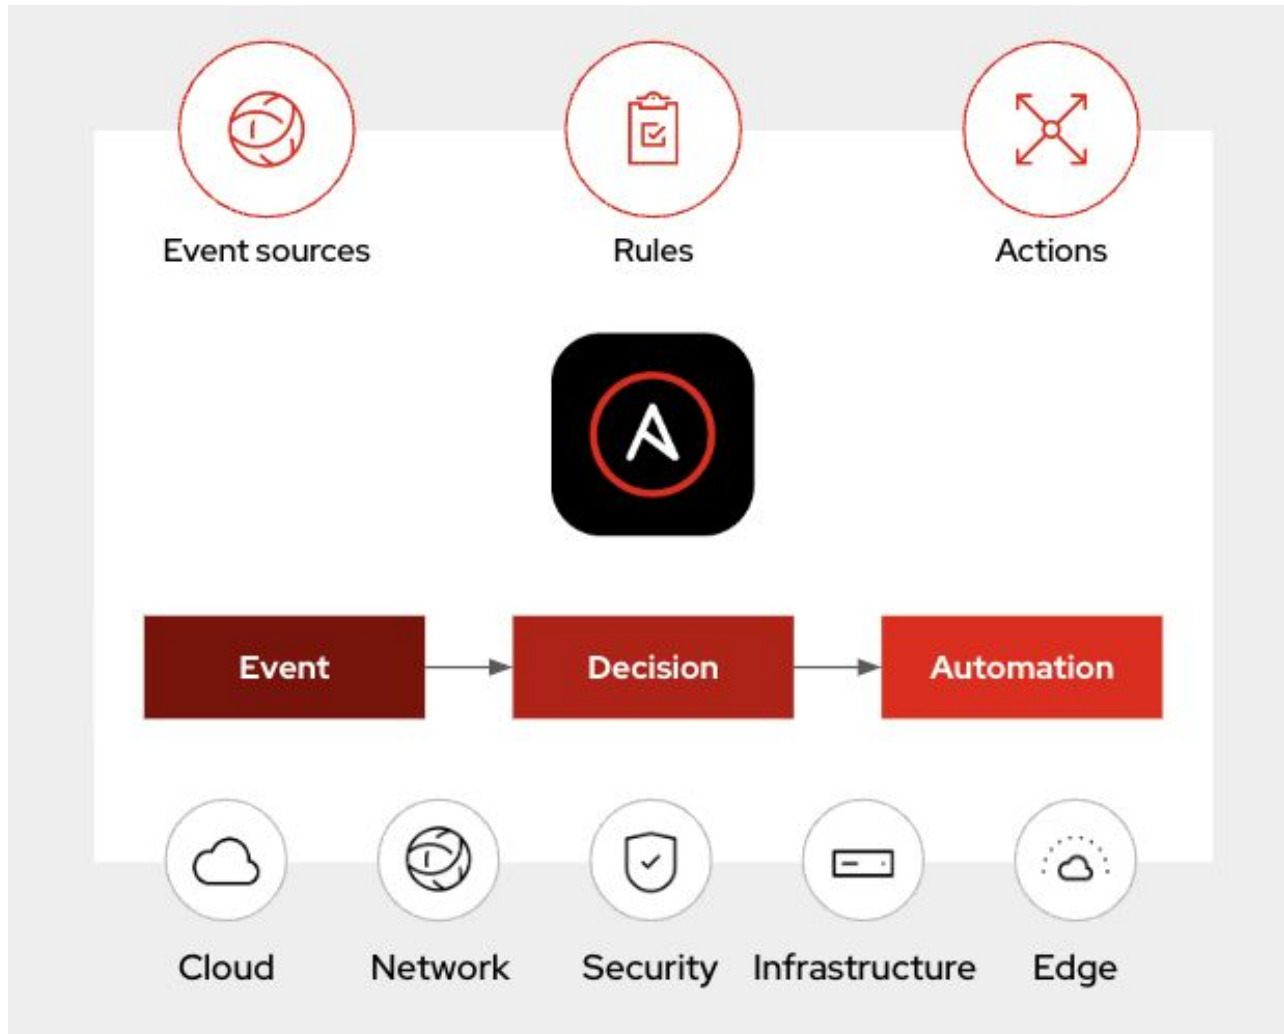 Event sources
Rules
Actions
Event
Decision
Automation
Cloud
Network
Security
Infrastructure
Edge